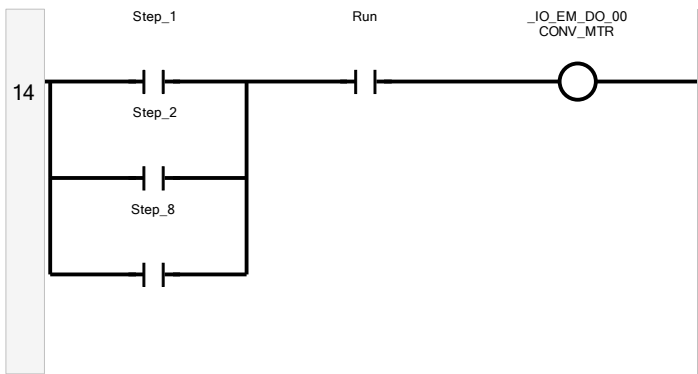 Step_1
Run
_IO_EM_DO_00
CONV_MTR
14
Step_2
Step_8